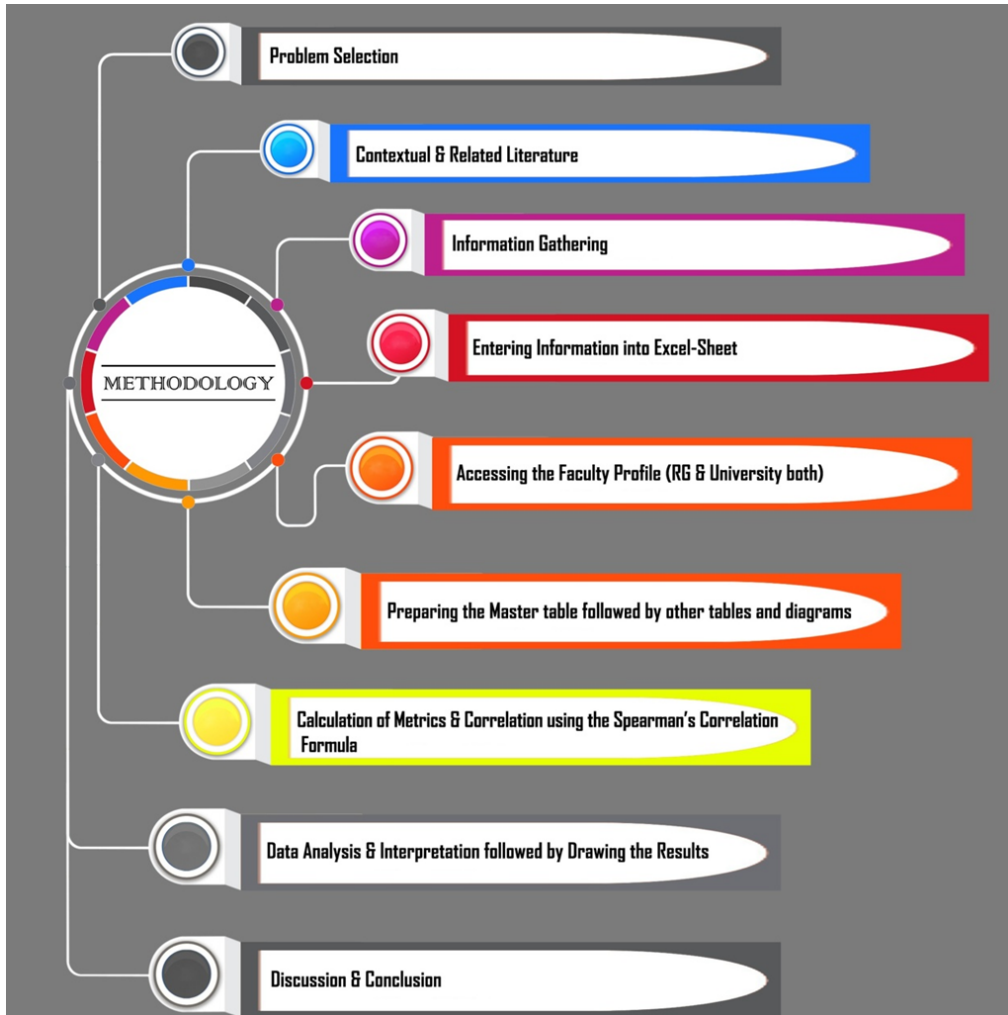 Problem Selection
Contextual & Related Literature
Information Gathering
Entering Information into Excel-Sheet
METHODOLOGY
Accessing the Faculty Profile (RG & University both)
Preparing the Master table followed by other tables and diagrams
Calculation of Metrics & Correlation using the Spearman's Correlation
Formula
Data Analysis & Interpretation followed by Drawing the Results
Discussion & Conclusion